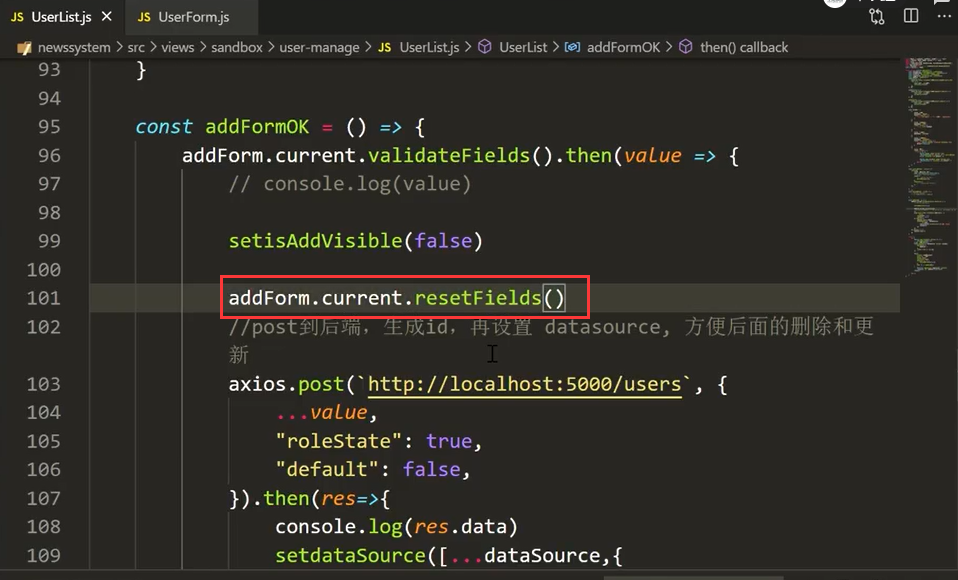 JS UserList.js ×
JS UserForm.js
newssystem > src > views > sandbox > user-manage > JS UserList.js > UserList > addFormOK > then() callback
93 }
94
95 const addFormOK = () => {
96 addForm.current.validateFields().then(value => {
97 // console.log(value)
98
99 setisAddVisible(false)
100
101 addForm.current.resetFields()
102 //post到后端，生成id，再设置 datasource, 方便后面的删除和更
新
103 axios.post(`http://localhost:5000/users`, {
104 ...value,
105 "roleState": true,
106 "default": false,
107 }).then(res=>{
108 console.log(res.data)
109 setdataSource([...dataSource,{